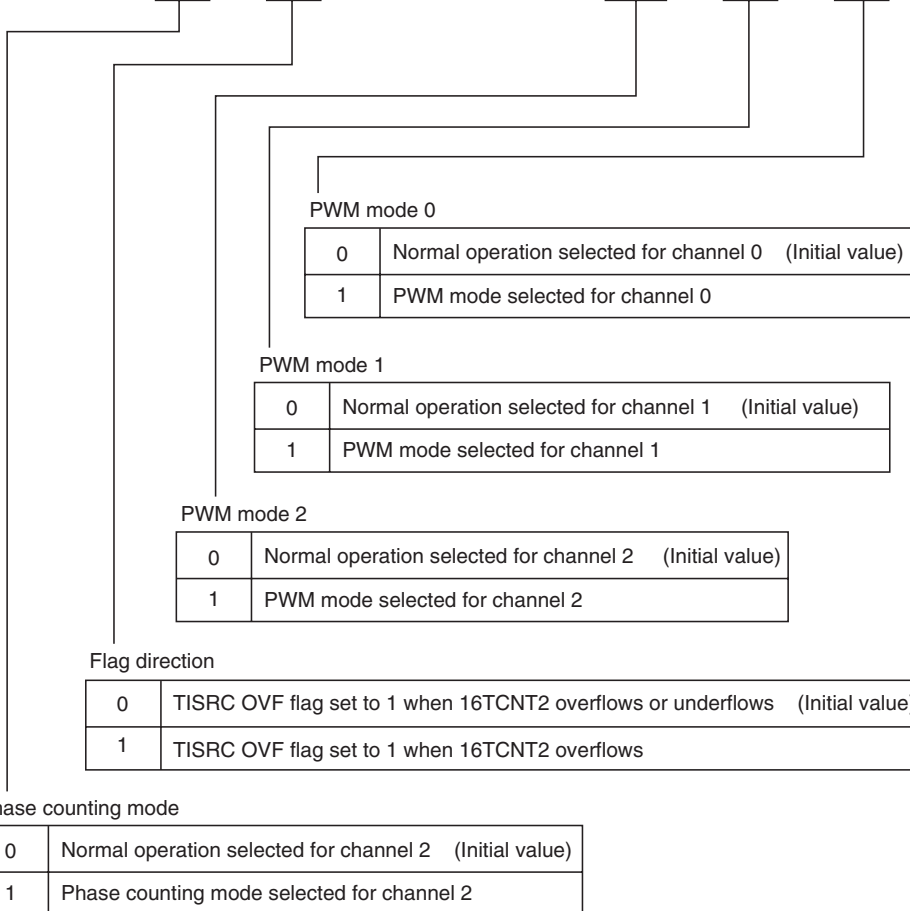 PWM mode 0
0 Normal operation selected for channel 0 (Initial value)
1 PWM mode selected for channel 0
PWM mode 1
0 Normal operation selected for channel 1 (Initial value)
1 PWM mode selected for channel 1
PWM mode 2
0 Normal operation selected for channel 2 (Initial value)
1 PWM mode selected for channel 2
Flag direction
0 TISRC OVF flag set to 1 when 16TCNT2 overflows or underflows (Initial value)
1 TISRC OVF flag set to 1 when 16TCNT2 overflows
hase counting mode
0 Normal operation selected for channel 2 (Initial value)
1 Phase counting mode selected for channel 2